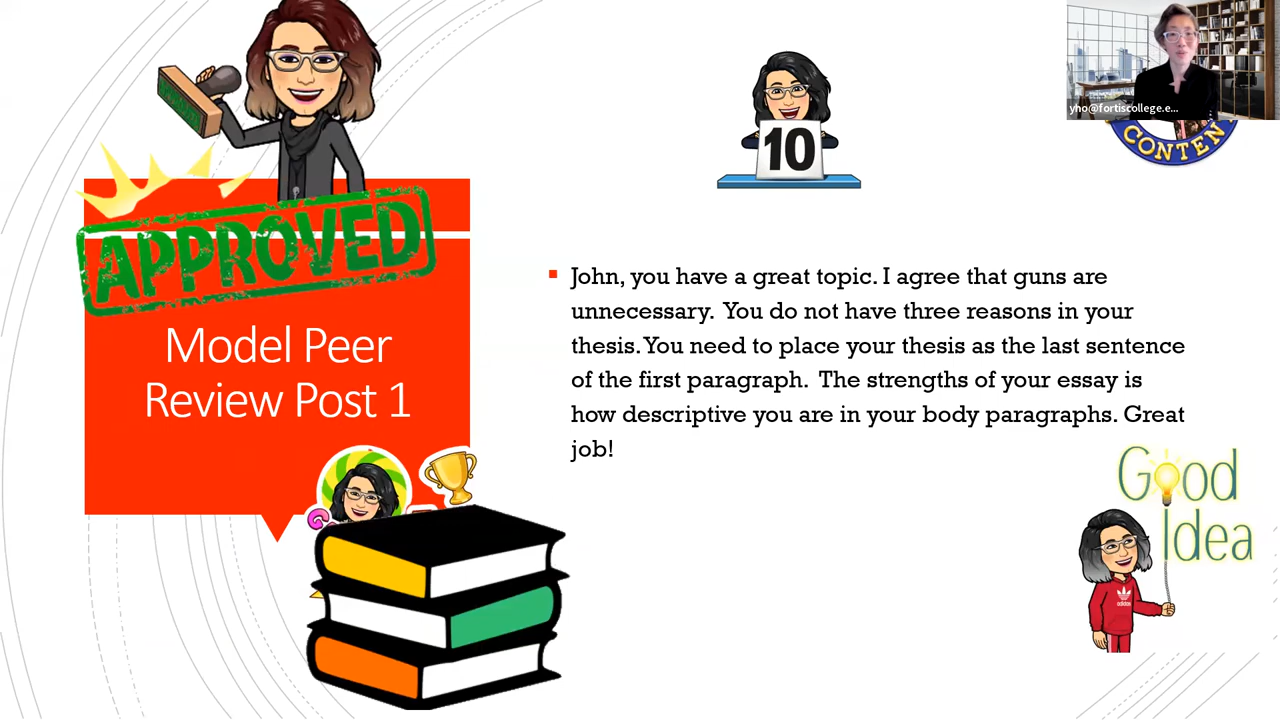 APPROVED
Model Peer
Review Post 1
10
yho@fortiscollege.e...
CONTEN
John, you have a great topic. I agree that guns are
unnecessary. You do not have three reasons in your
thesis. You need to place your thesis as the last sentence
of the first paragraph. The strengths of your essay is
how descriptive you are in your body paragraphs. Great
job!
Good
Idea
adidas